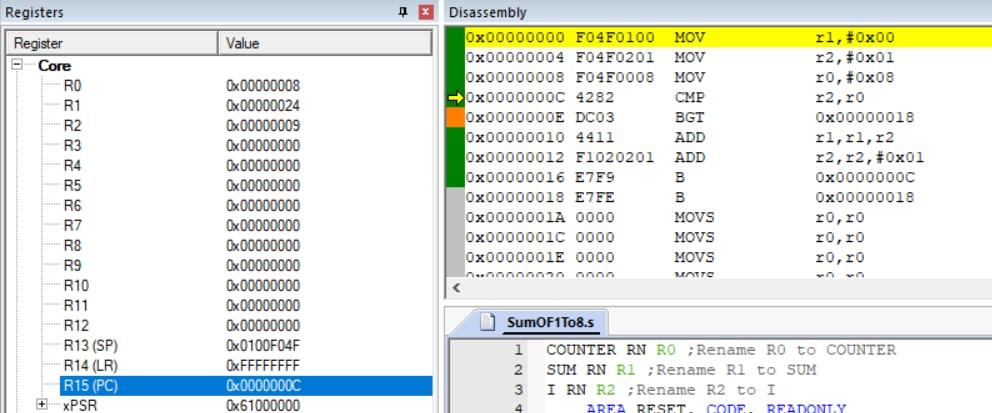 Registers
Register Value
Core
R0 0x00000008
R1 0x00000024
R2 0x00000009
R3 0x00000000
R4 0x00000000
R5 0x00000000
R6 0x00000000
R7 0x00000000
R8 0x00000000
R9 0x00000000
R10 0x00000000
R11 0x00000000
R12 0x00000000
R13 (SP) 0x0100F04F
R14 (LR) 0xFFFFFFFF
R15 (PC) 0x0000000C
xPSR 0x61000000
Disassembly
0x00000000 F04F0100 MOV r1,#0x00
0x00000004 F04F0201 MOV r2,#0x01
0x00000008 F04F0008 MOV r0,#0x08
0x0000000C 4282 CMP r2,r0
0x0000000E DC03 BGT 0x00000018
0x00000010 4411 ADD r1,r1,r2
0x00000012 F1020201 ADD r2,r2,#0x01
0x00000016 E7F9 B 0x0000000C
0x00000018 E7FE B 0x00000018
0x0000001A 0000 MOVS r0,r0
0x0000001C 0000 MOVS r0,r0
0x0000001E 0000 MOVS r0,r0
0x00000020 0000 MOVS r0,r0
SumOF1To8.s
1 COUNTER RN R0 ;Rename R0 to COUNTER
2 SUM RN R1 ;Rename R1 to SUM
3 I RN R2 ;Rename R2 to I
4 AREA RESET, CODE, READONLY